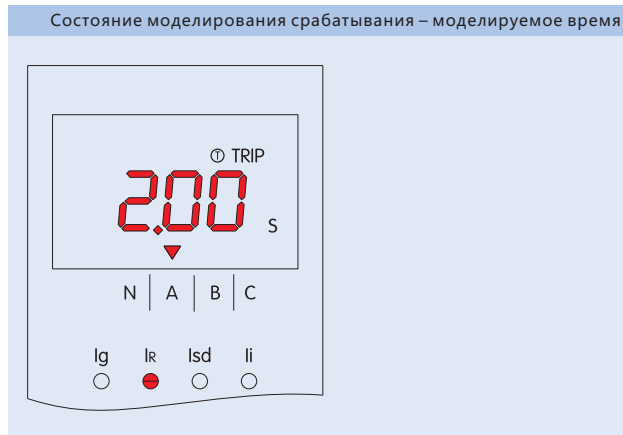 Состояние моделирования срабатывания – моделируемое время
Ⓣ TRIP
2.00 S
N A B C
Ig IR Isd Ii